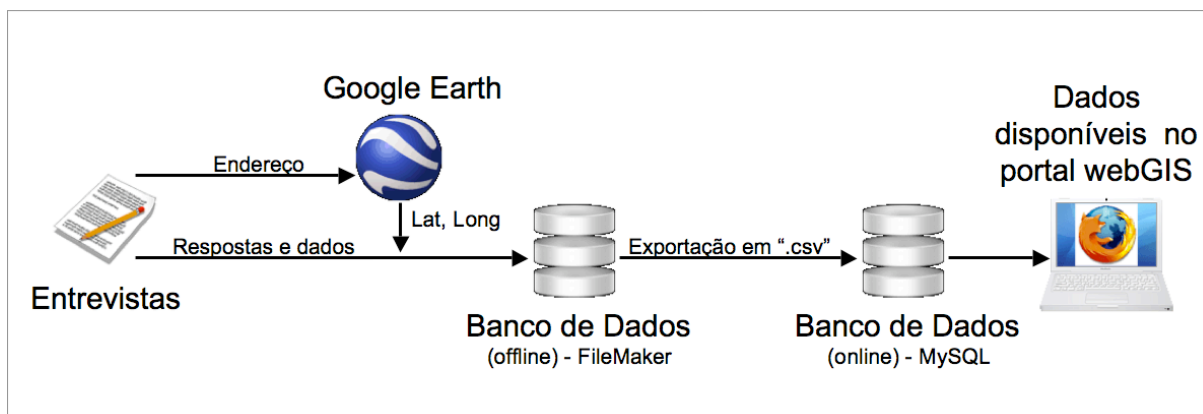 Google Earth
Endereço
Lat, Long
Respostas e dados
Entrevistas
Exportação em “.csv”
Banco de Dados
(offline) - FileMaker
Banco de Dados
(online) - MySQL
Dados
disponíveis no
portal webGIS